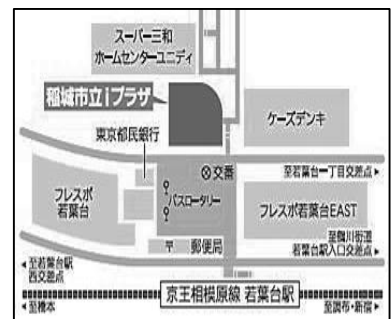 スーパー三和
ホームセンターユニディ
稲城市立iプラザ
ケーズデンキ
東京都民銀行
交番
至若葉台一丁目交差点
フレスポ
若葉台
バスロータリー
フレスポ若葉台EAST
〒 郵便局
至鶴川街道
若葉台駅入口交差点
至若葉台駅
西交差点
京王相模原線 若葉台駅
至橋本
至調布・新宿